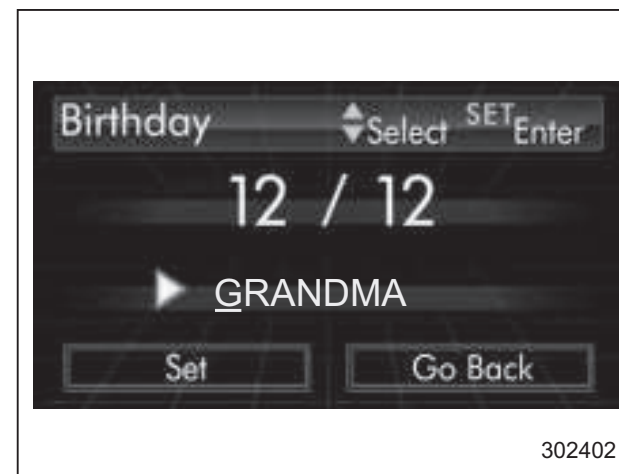 Birthday Select SET Enter
12 / 12
GRANDMA
Set Go Back
302402